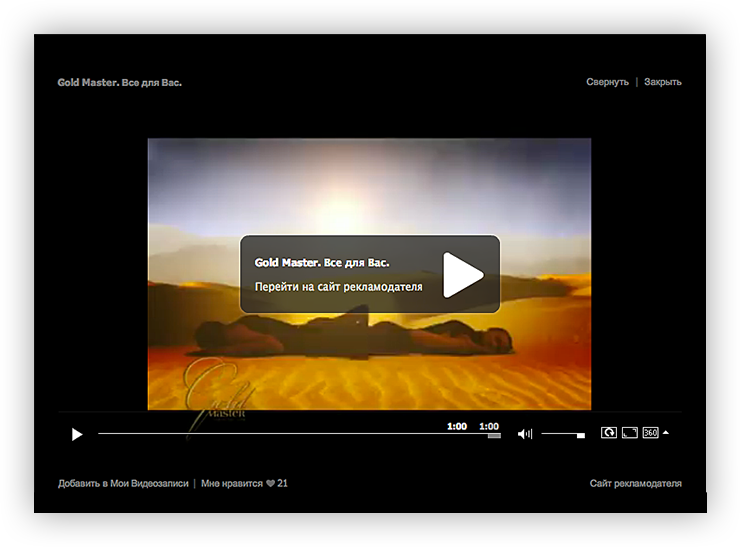 Gold Master. Все для Вас.
Свернуть | Закрыть
Gold Master. Все для Вас.
Перейти на сайт рекламодателя
Gold
Master
1:00 1:00
360
Добавить в Мои Видеозаписи | Мне нравится 21
Сайт рекламодателя